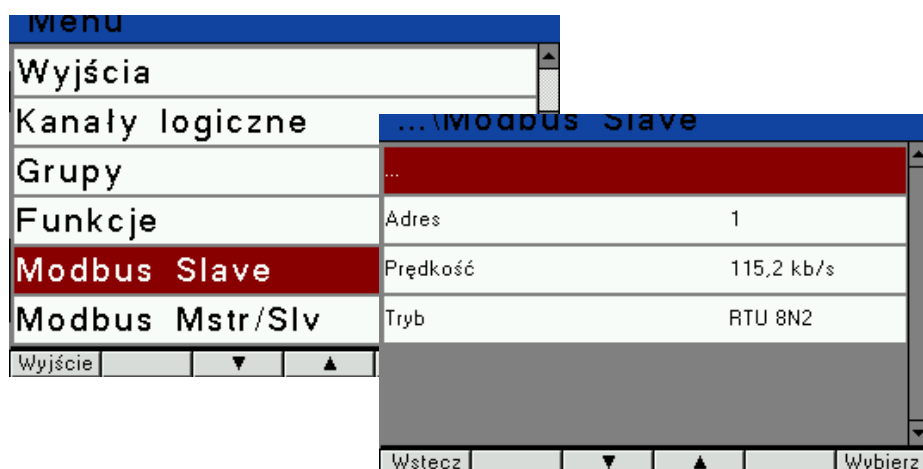 Menu
Wyjścia
Kanały logiczne
Grupy
Funkcje
Modbus Slave
Modbus Mstr/Slv
Wyjście ▼ ▲
...\Modbus Slave
...
Adres 1
Prędkość 115,2 kb/s
Tryb RTU 8N2
Wstecz ▼ ▲ Wybierz